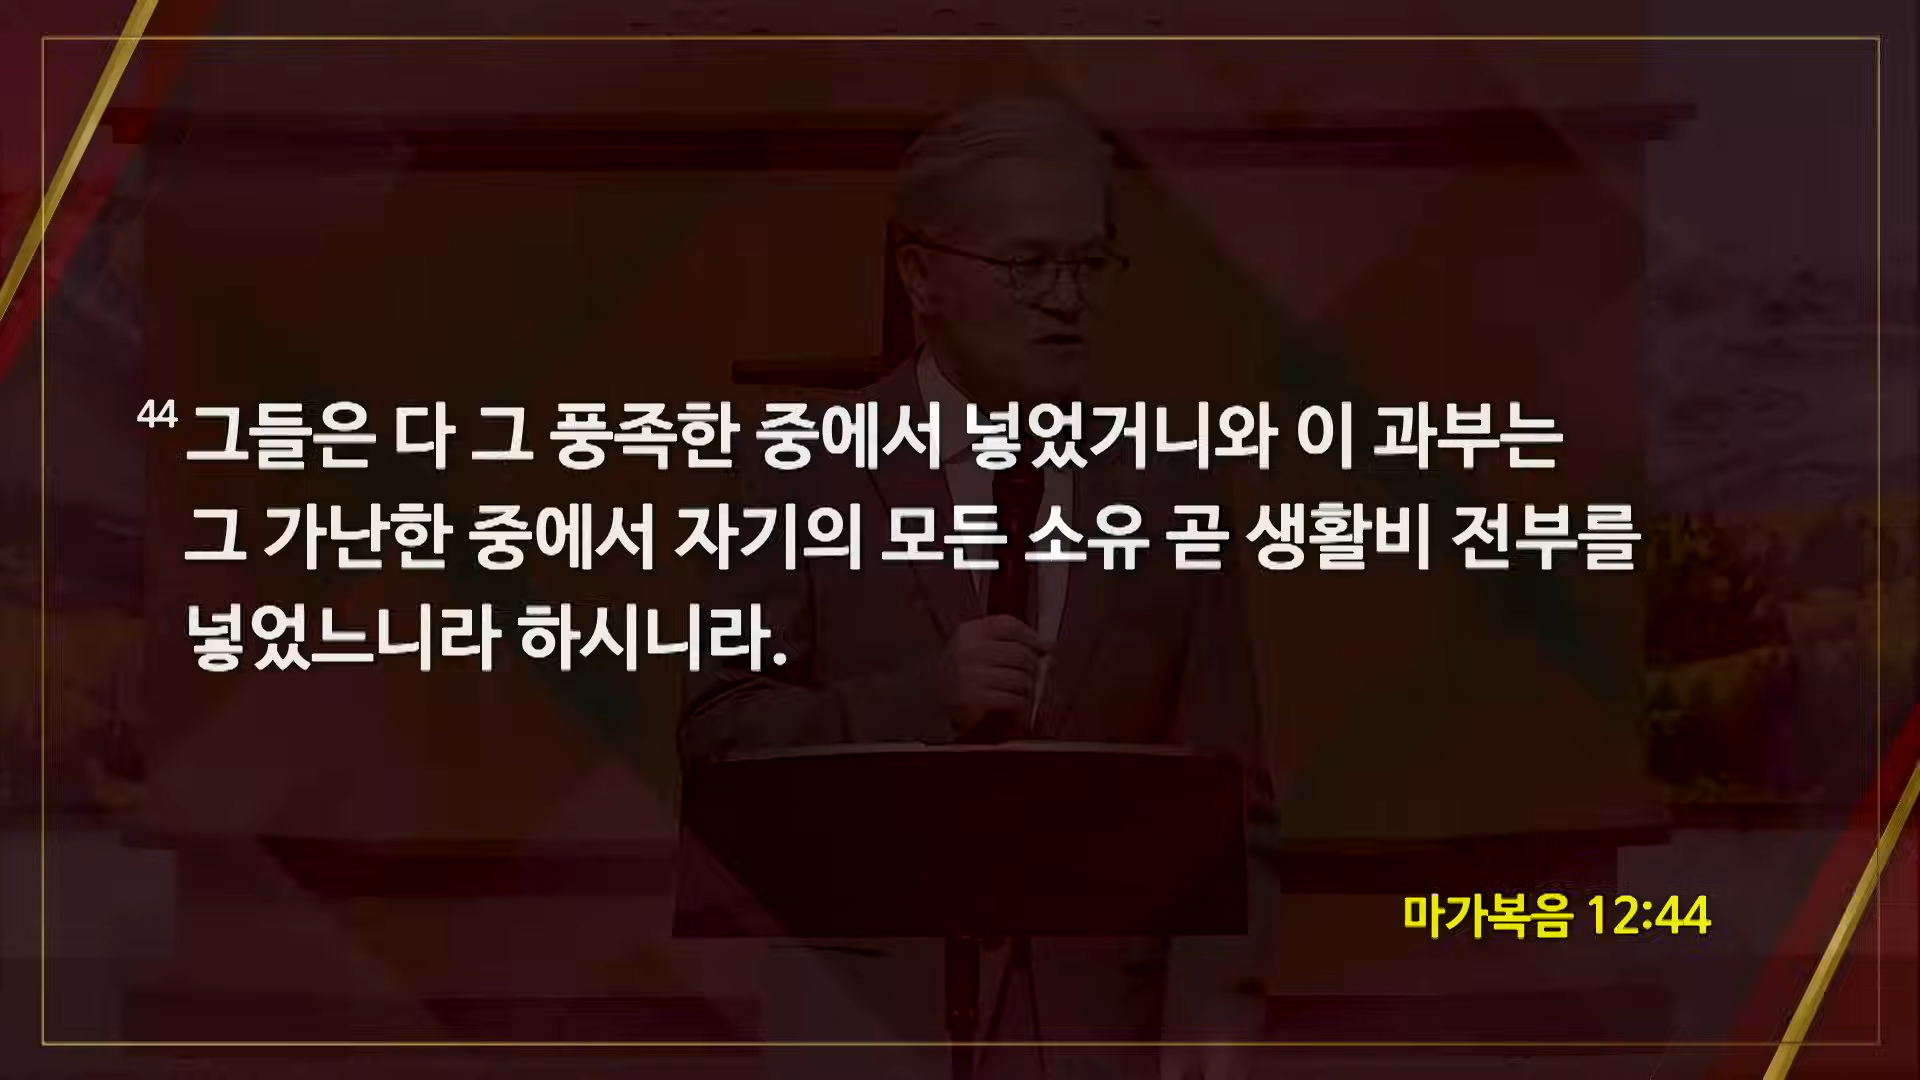 44 그들은 다 그 풍족한 중에서 넣었거니와 이 과부는
그 가난한 중에서 자기의 모든 소유 곧 생활비 전부를
넣었느니라 하시니라.
마가복음 12:44